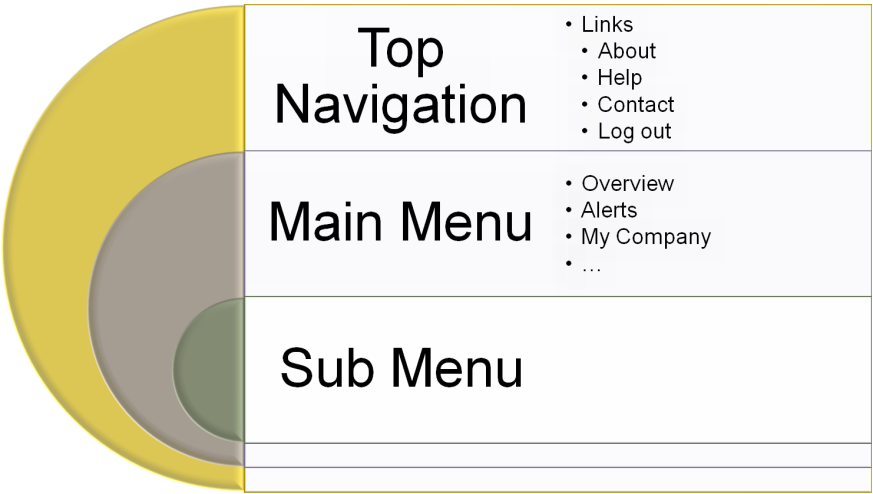 Top
Navigation
• Links
• About
• Help
• Contact
• Log out
Main Menu
• Overview
• Alerts
• My Company
• …
Sub Menu